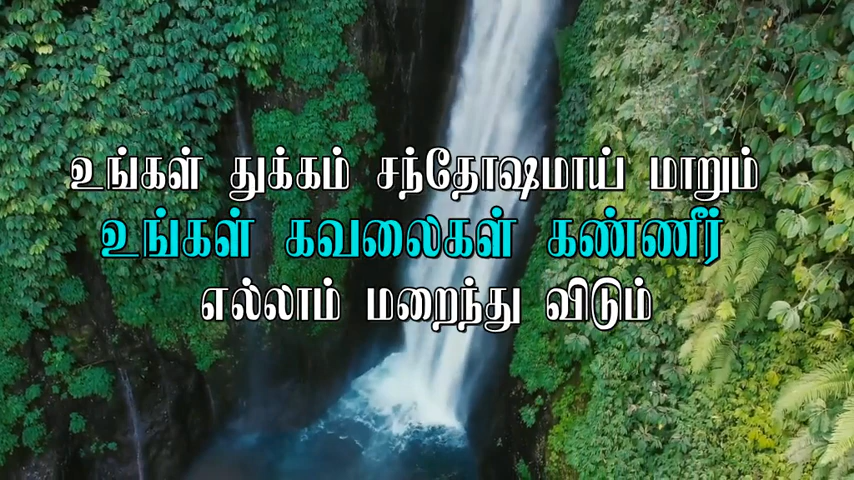 உங்கள் துக்கம் சந்தோஷமாய் மாறும்
உங்கள் கவலைகள் கண்ணீர்
எல்லாம் மறைந்து விடும்